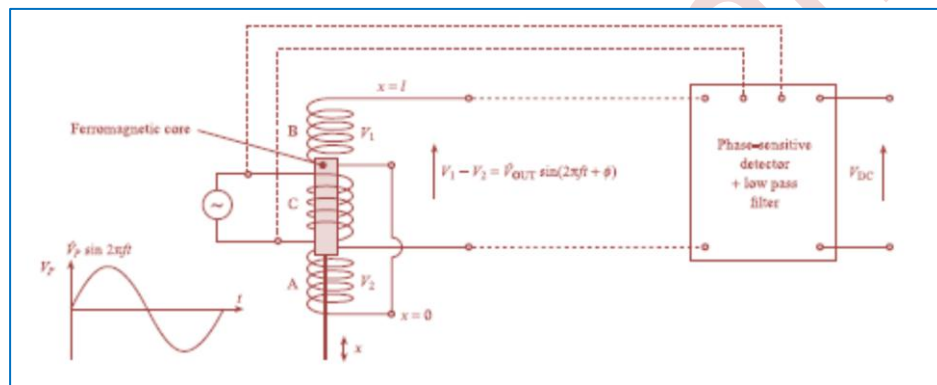 x = l
B
V₁
Ferromagnetic core
Phase-sensitive
detector
+ low pass
filter
V₁ − V₂ = V̂OUT sin(2πft + ϕ)
VDC
C
~
V̂P sin 2πft
VP
t
A
V₂
x = 0
x